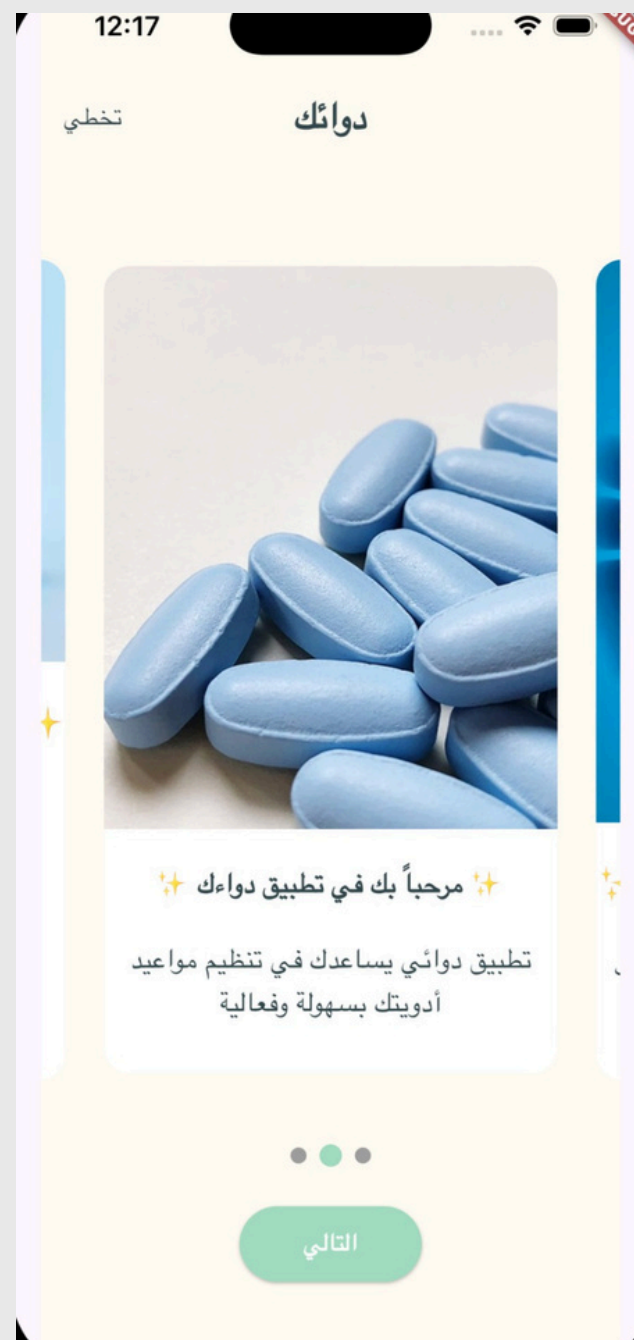 12:17
دوائك
تخطي
✨ مرحباً بك في تطبيق دواءك ✨
تطبيق دوائي يساعدك في تنظيم مواعيد
أدويتك بسهولة وفعالية
التالي